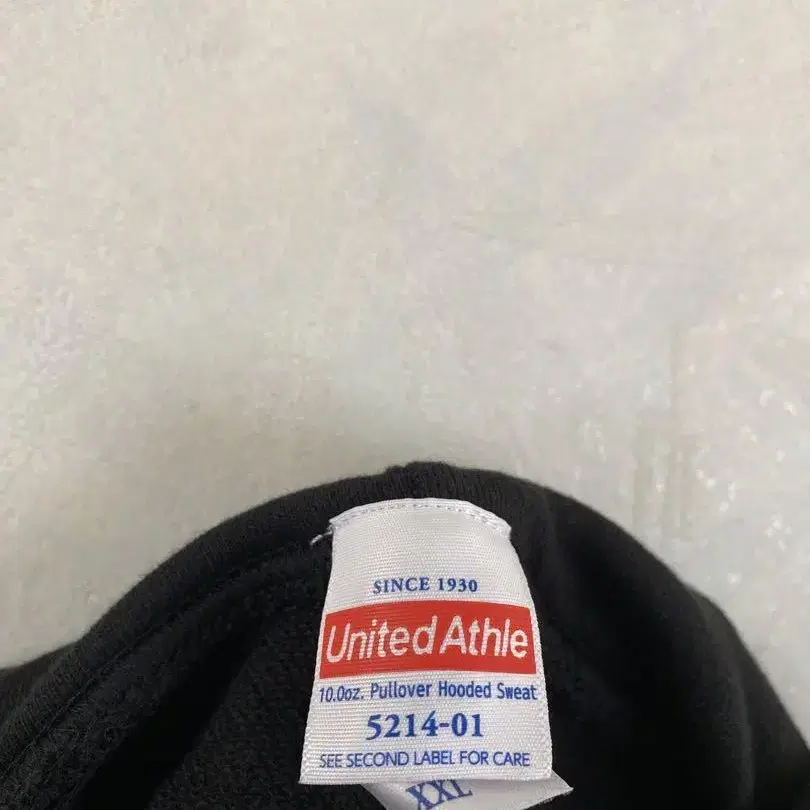 SINCE 1930
United Athle
10.0oz. Pullover Hooded Sweat
5214-01
SEE SECOND LABEL FOR CARE
XXL